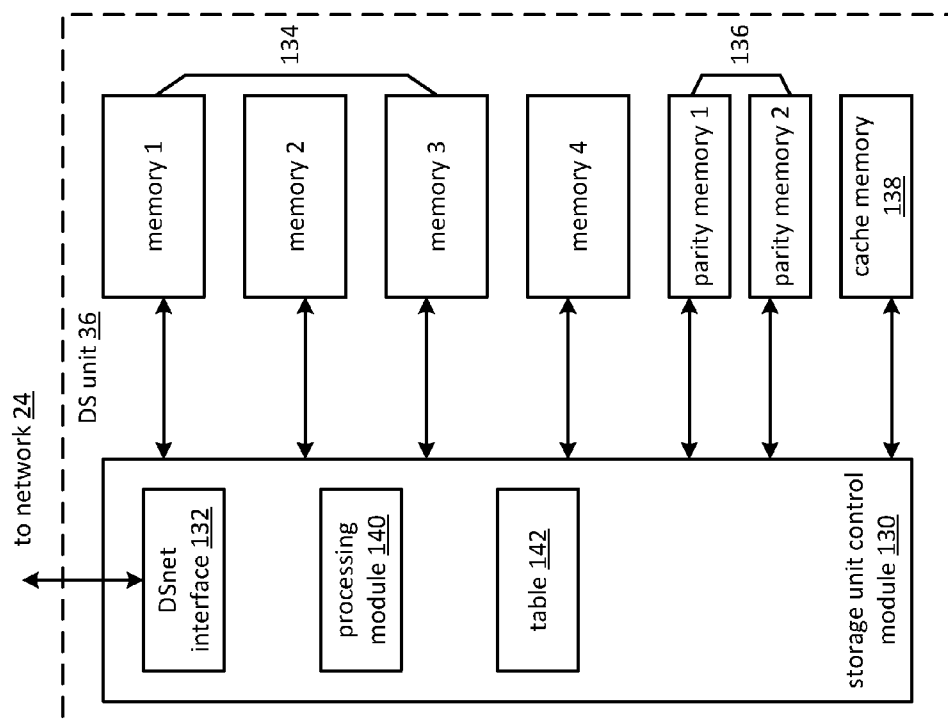 to network 24
DS unit 36
DSnet
interface 132
processing
module 140
table 142
storage unit control
module 130
memory 1
memory 2
memory 3
memory 4
134
parity memory 1
parity memory 2
136
cache memory
138